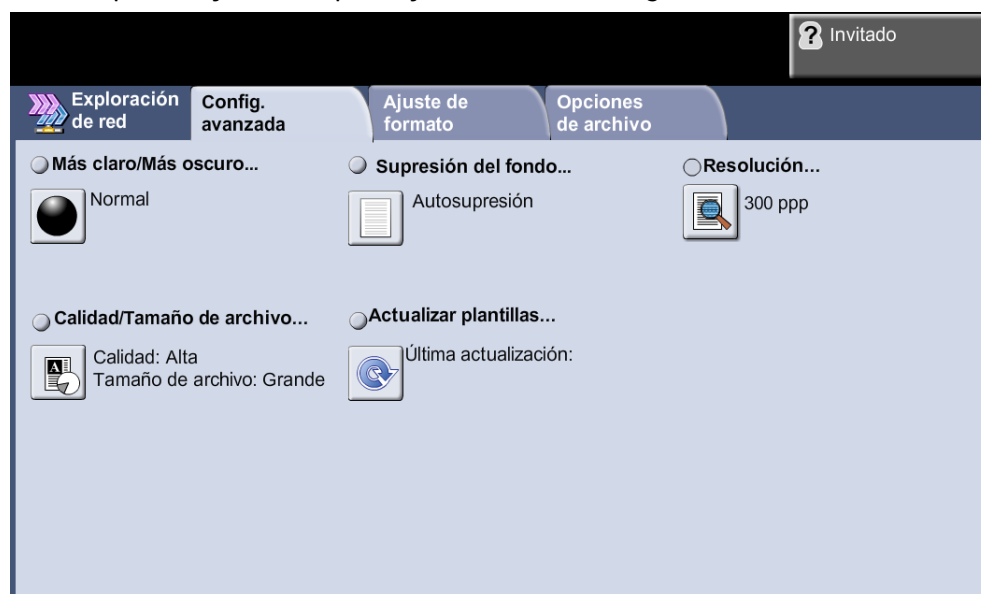 Invitado
Exploración
de red
Config.
avanzada
Ajuste de
formato
Opciones
de archivo
Más claro/Más oscuro...
Normal
Supresión del fondo...
Autosupresión
Resolución...
300 ppp
Calidad/Tamaño de archivo...
Calidad: Alta
Tamaño de archivo: Grande
Actualizar plantillas...
Última actualización: